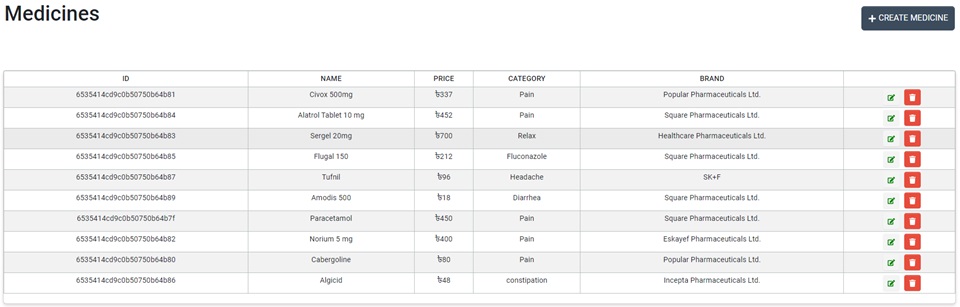 Medicines
+ CREATE MEDICINE
ID NAME PRICE CATEGORY BRAND
6535414cd9c0b50750b64b81 Civox 500mg ৳337 Pain Popular Pharmaceuticals Ltd.
6535414cd9c0b50750b64b84 Alatrol Tablet 10 mg ৳452 Pain Square Pharmaceuticals Ltd.
6535414cd9c0b50750b64b83 Sergel 20mg ৳700 Relax Healthcare Pharmaceuticals Ltd.
6535414cd9c0b50750b64b85 Flugal 150 ৳212 Fluconazole Square Pharmaceuticals Ltd.
6535414cd9c0b50750b64b87 Tufnil ৳96 Headache SK+F
6535414cd9c0b50750b64b89 Amodis 500 ৳18 Diarrhea Square Pharmaceuticals Ltd.
6535414cd9c0b50750b64b7f Paracetamol ৳450 Pain Square Pharmaceuticals Ltd.
6535414cd9c0b50750b64b82 Norium 5 mg ৳400 Pain Eskayef Pharmaceuticals Ltd.
6535414cd9c0b50750b64b80 Cabergoline ৳80 Pain Popular Pharmaceuticals Ltd.
6535414cd9c0b50750b64b86 Algicid ৳48 constipation Incepta Pharmaceuticals Ltd.